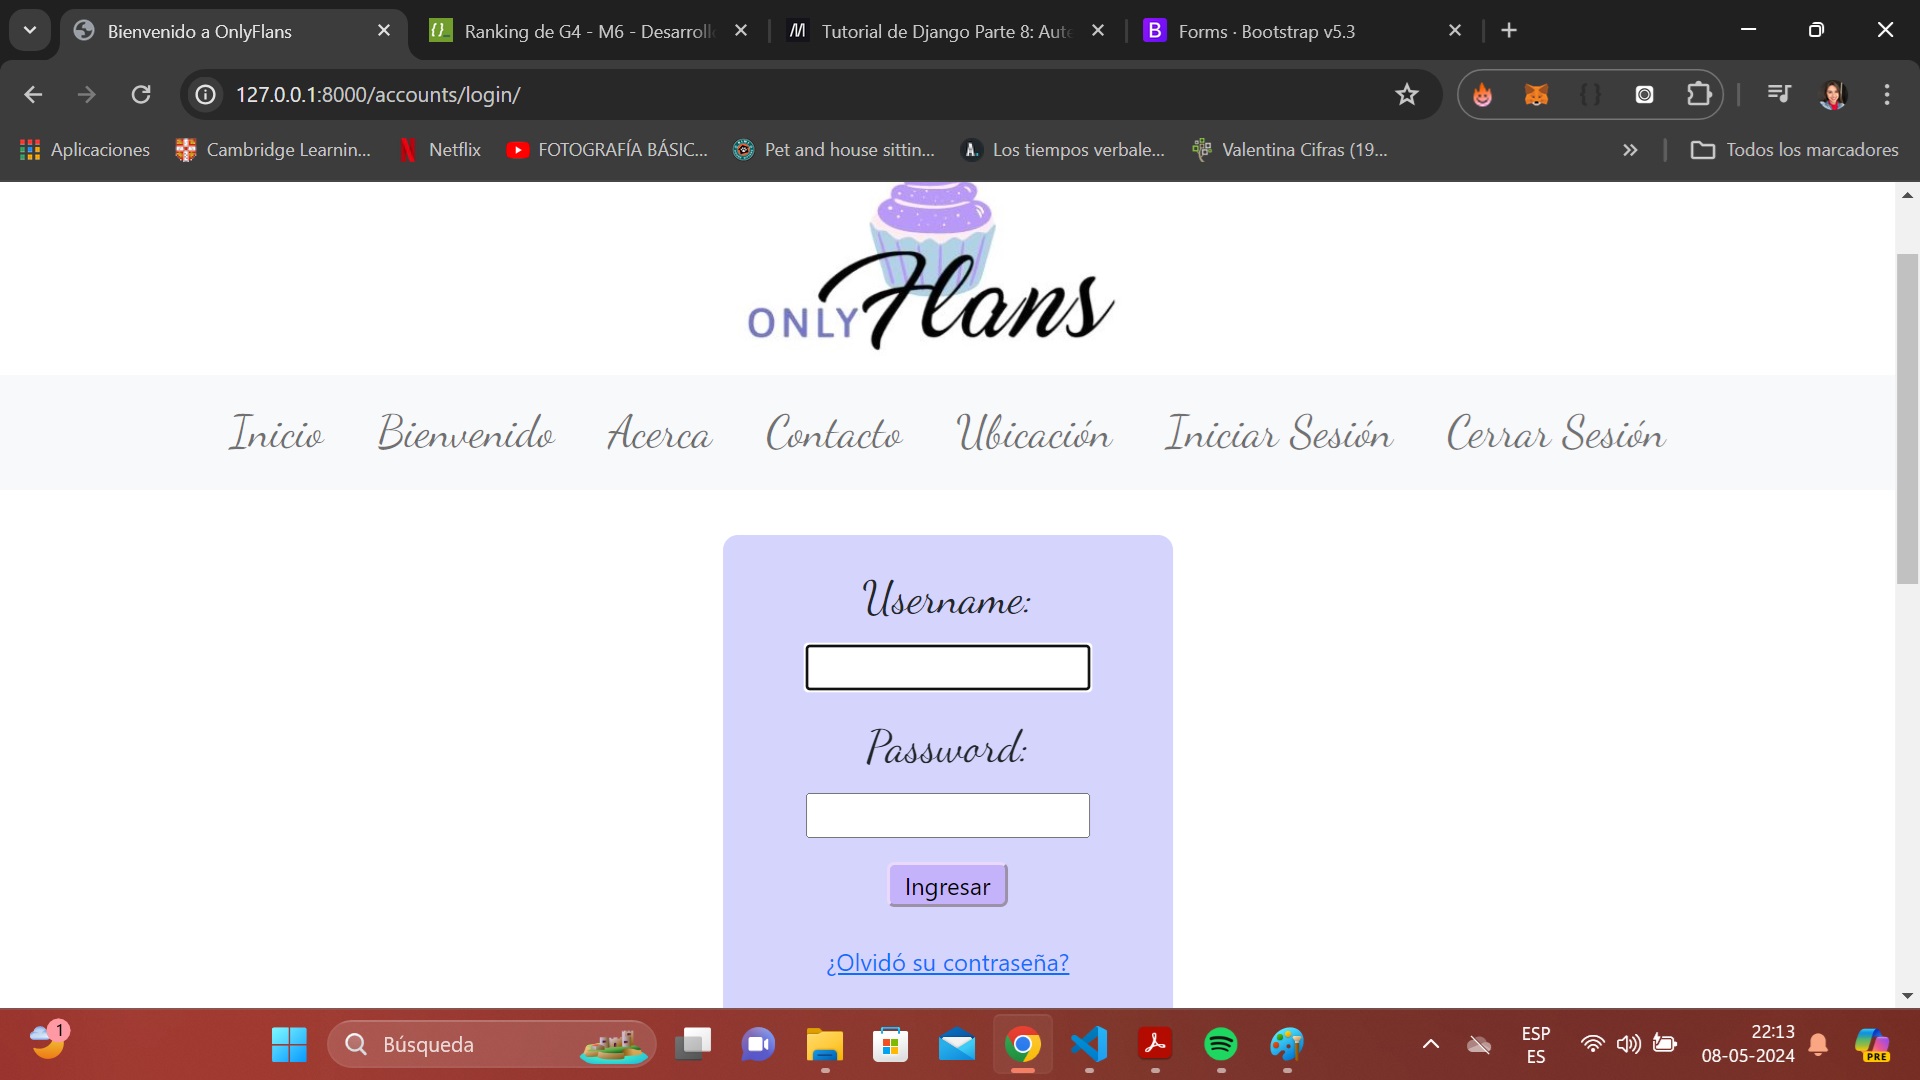 Bienvenido a OnlyFlans
Ranking de G4 - M6 - Desarroll
Tutorial de Django Parte 8: Aute
Forms · Bootstrap v5.3
127.0.0.1:8000/accounts/login/
Aplicaciones
Cambridge Learnin...
Netflix
FOTOGRAFÍA BÁSIC...
Pet and house sittin...
Los tiempos verbale...
Valentina Cifras (19...
Todos los marcadores
ONLY Flans
Inicio Bienvenido Acerca Contacto Ubicación Iniciar Sesión Cerrar Sesión
Username:
Password:
Ingresar
¿Olvidó su contraseña?
1
Búsqueda
ESP
ES
22:13
08-05-2024
PRE